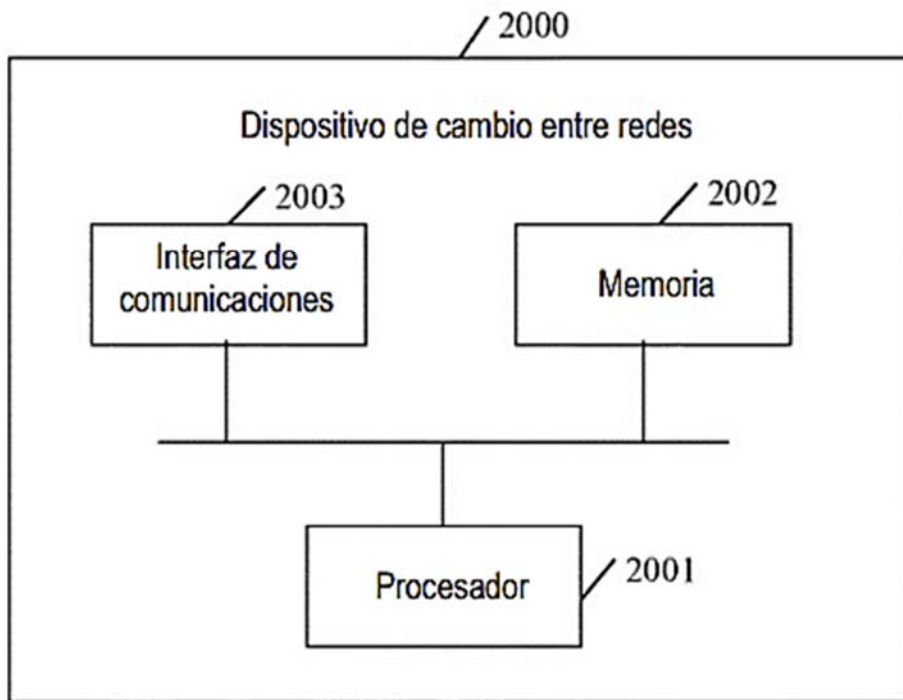 2000
Dispositivo de cambio entre redes
2003
2002
Interfaz de
comunicaciones
Memoria
Procesador
2001